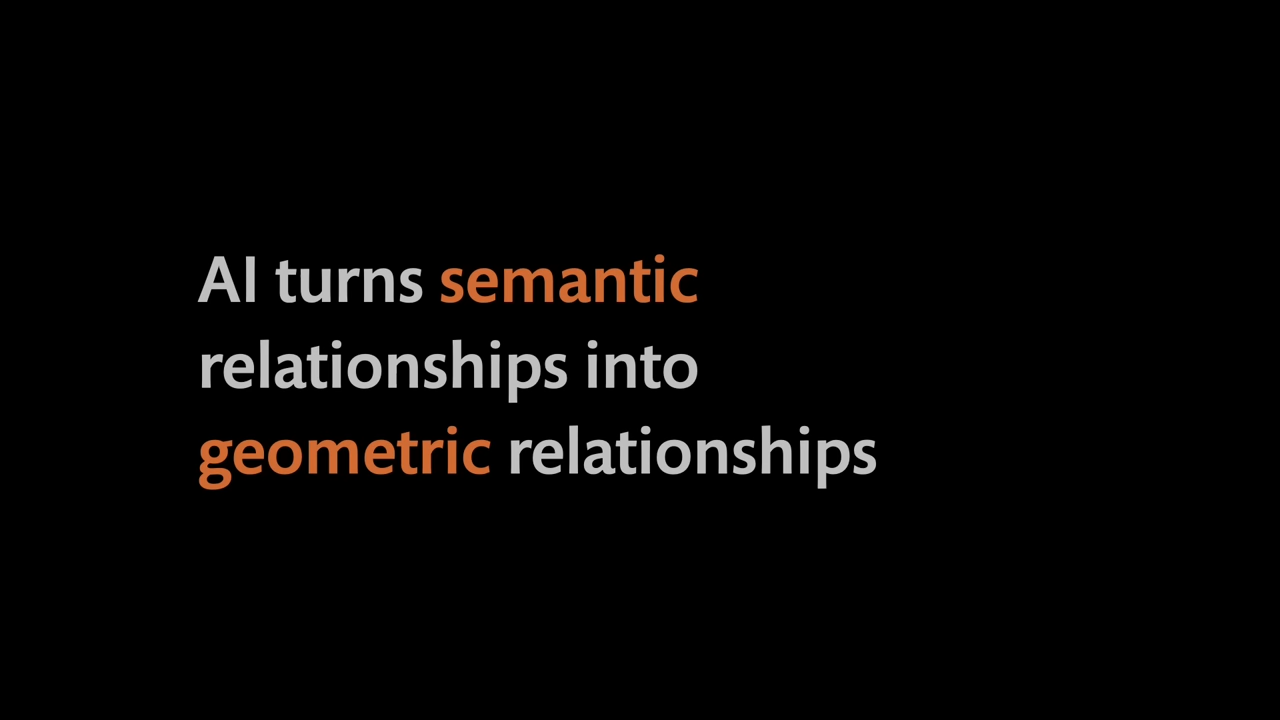 AI turns semantic
relationships into
geometric relationships